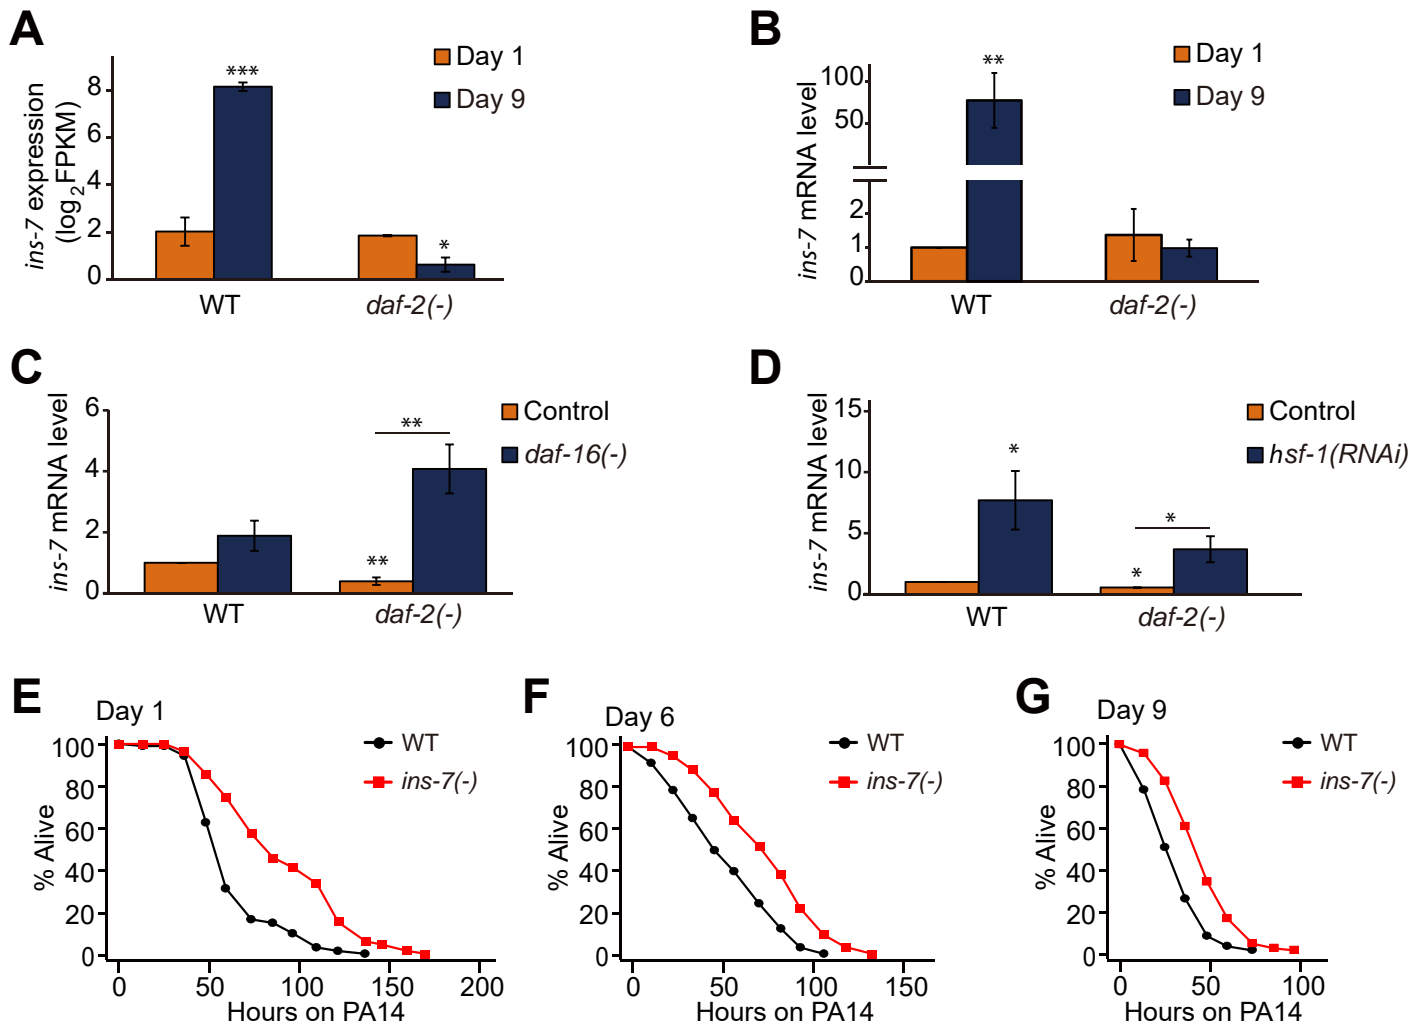 A
ins-7 expression
(log2FPKM)
8
6
4
2
0
***
*
Day 1
Day 9
WT
daf-2(-)
B
ins-7 mRNA level
100
50
2
1
0
**
Day 1
Day 9
WT
daf-2(-)
C
ins-7 mRNA level
6
4
2
0
**
**
Control
daf-16(-)
WT
daf-2(-)
D
ins-7 mRNA level
15
10
5
0
*
*
*
Control
hsf-1(RNAi)
WT
daf-2(-)
E
Day 1
% Alive
100
80
60
40
20
0
WT
ins-7(-)
0 50 100 150 200
Hours on PA14
F
Day 6
% Alive
100
80
60
40
20
0
WT
ins-7(-)
0 50 100 150
Hours on PA14
G
Day 9
% Alive
100
80
60
40
20
0
WT
ins-7(-)
0 50 100
Hours on PA14